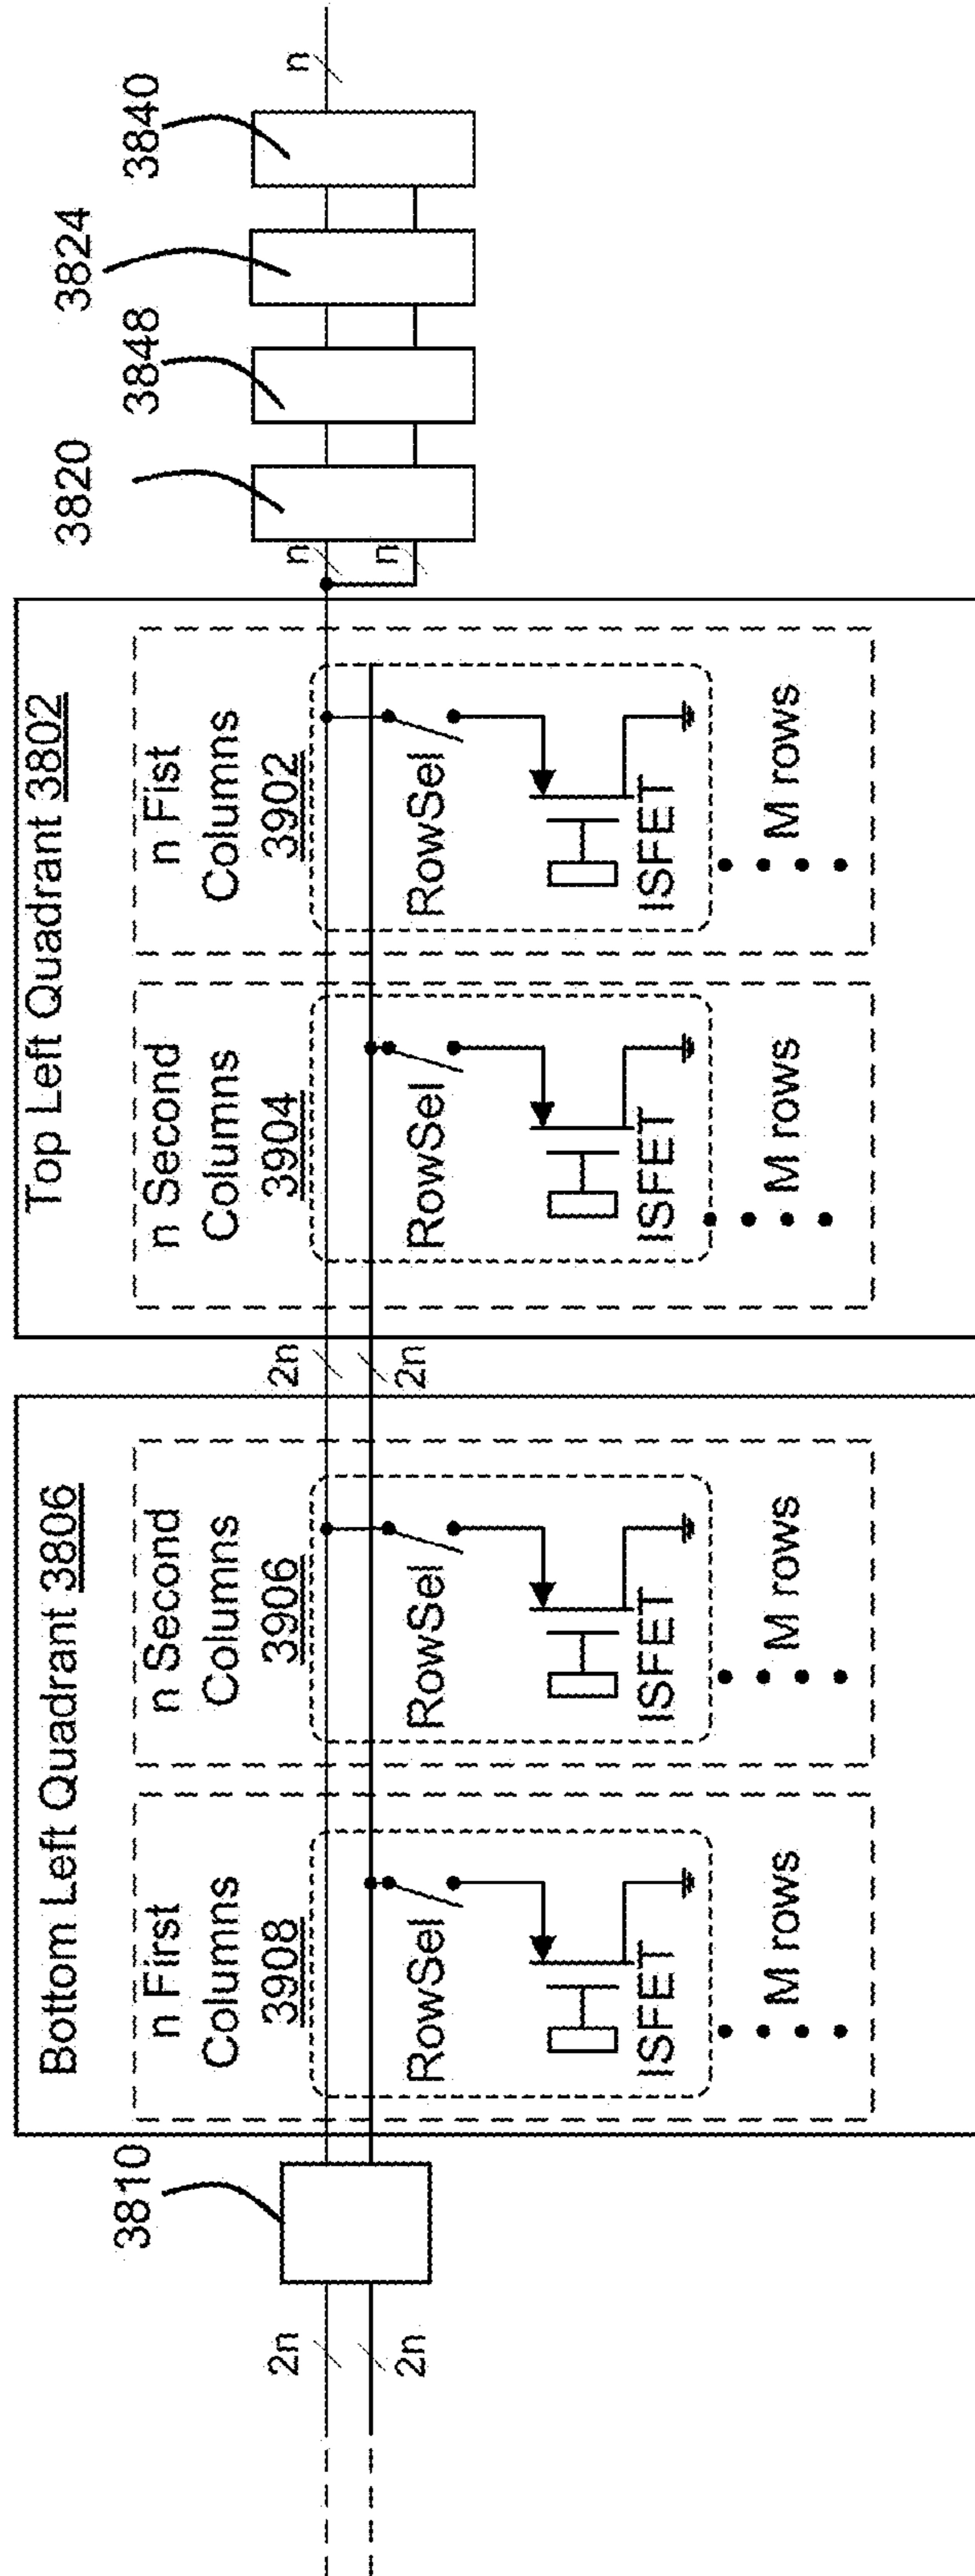 Bottom Left Quadrant 3806
Top Left Quadrant 3802
3810
n First
Columns
3908
n Second
Columns
3906
n Second
Columns
3904
n Fist
Columns
3902
3820
3848
3824
3840
2n
2n
2n
2n
n
n
n
RowSel
RowSel
RowSel
RowSel
ISFET
ISFET
ISFET
ISFET
M rows
M rows
M rows
M rows